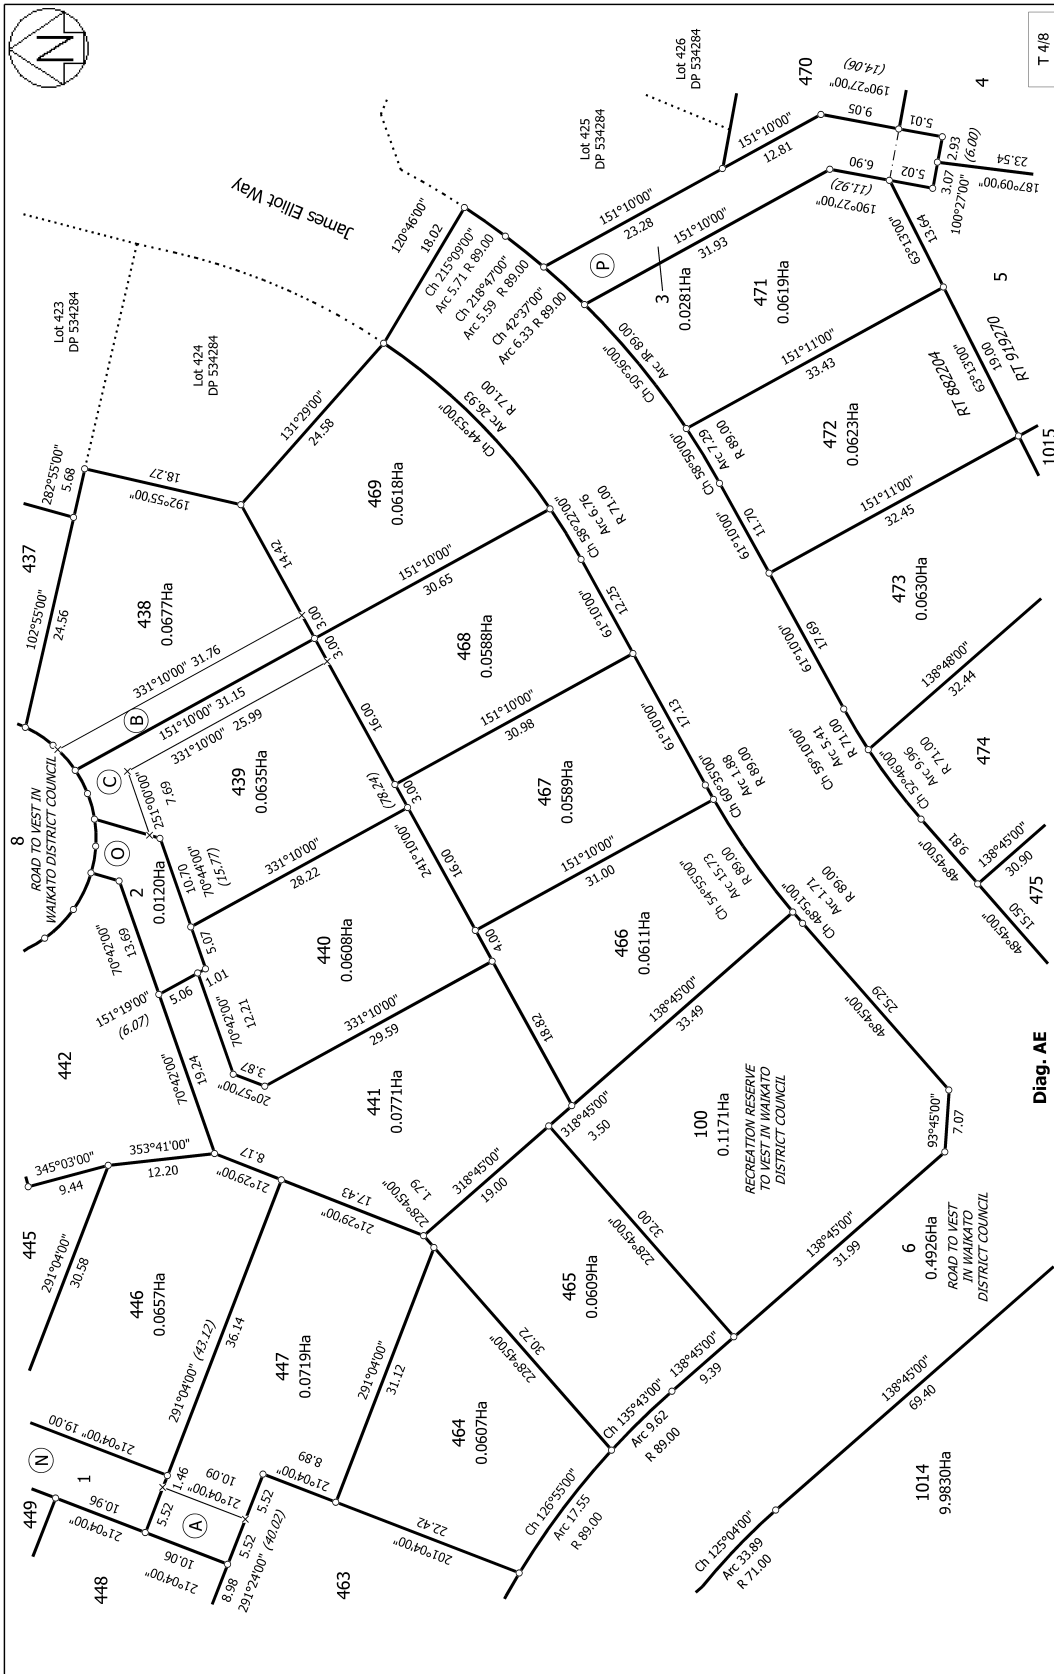 N
T 4/8
Lot 426
DP 534284
Lot 425
DP 534284
Lot 423
DP 534284
Lot 424
DP 534284
James Elliot Way
470
4
190°27'00"
(14.06)
9.05
5.01
151°10'00"
12.81
151°10'00"
23.28
151°10'00"
31.93
6.90
190°27'00"
(11.92)
5.02
2.93
(6.00)
3.07
100°27'00"
23.54
187°09'00"
P
3
0.0281Ha
471
0.0619Ha
63°13'00"
13.64
5
RT 919270
19.00
63°13'00"
RT 882204
1015
120°46'00"
18.02
Ch 215°09'00"
Arc 5.71 R 89.00
Ch 218°47'00"
Arc 5.59 R 89.00
Ch 42°37'00"
Arc 6.33 R 89.00
Ch 50°36'00"
R 89.00
151°11'00"
33.43
472
0.0623Ha
Ch 58°50'00"
Arc 7.29
R 89.00
151°11'00"
32.45
61°10'00"
11.70
473
0.0630Ha
61°10'00"
17.69
138°48'00"
32.44
474
Ch 59°10'00"
Arc 5.41
R 71.00
Ch 52°46'00"
Arc 9.96
R 71.00
48°45'00"
9.81
138°45'00"
30.90
475
48°45'00"
15.50
437
282°55'00"
5.68
102°55'00"
24.56
192°55'00"
18.27
131°29'00"
24.58
438
0.0677Ha
14.42
3.00
3.00
469
0.0618Ha
Ch 44°53'00"
Arc 26.93
R 71.00
151°10'00"
30.65
Ch 58°22'00"
Arc 6.76
R 71.00
61°10'00"
12.25
468
0.0588Ha
151°10'00"
30.98
61°10'00"
17.13
331°10'00" 31.76
B
151°10'00" 31.15
331°10'00"
25.99
C
251°00'00"
7.69
439
0.0635Ha
16.00
(78.24)
3.00
8
ROAD TO VEST IN
WAIKATO DISTRICT COUNCIL
O
2
0.0120Ha
10.70
70°44'00"
(15.77)
5.07
331°10'00"
28.22
241°10'00"
16.00
467
0.0589Ha
151°10'00"
31.00
Ch 60°35'00"
Arc 1.88
R 89.00
Ch 54°55'00"
Arc 15.73
R 89.00
Ch 48°51'00"
Arc 1.71
R 89.00
70°42'00"
13.69
440
0.0608Ha
4.00
466
0.0611Ha
151°19'00"
(6.07)
5.06
1.01
70°42'00"
12.21
331°10'00"
29.59
18.82
138°45'00"
33.49
48°45'00"
25.29
442
70°42'00"
19.24
20°57'00"
3.87
441
0.0771Ha
318°45'00"
3.50
100
0.1171Ha
RECREATION RESERVE
TO VEST IN WAIKATO
DISTRICT COUNCIL
93°45'00"
7.07
Diag. AE
345°03'00"
9.44
353°41'00"
12.20
21°29'00"
8.17
21°29'00"
17.43
228°45'00"
1.79
318°45'00"
19.00
228°45'00"
32.00
138°45'00"
31.99
6
0.4926Ha
ROAD TO VEST
IN WAIKATO
DISTRICT COUNCIL
445
291°04'00"
30.58
446
0.0657Ha
291°04'00" (43.12)
36.14
447
0.0719Ha
291°04'00"
31.12
465
0.0609Ha
228°45'00"
30.72
138°45'00"
9.39
Ch 135°43'00"
Arc 9.62
R 89.00
464
0.0607Ha
Ch 126°55'00"
Arc 17.55
R 89.00
138°45'00"
69.40
1014
9.9830Ha
Ch 125°04'00"
Arc 33.89
R 71.00
N
1
21°04'00" 19.00
449
21°04'00"
10.96
5.52
1.46
21°04'00"
10.09
A
448
21°04'00"
10.06
5.52
5.52
8.98
291°24'00" (40.02)
21°04'00"
8.89
201°04'00"
22.42
463